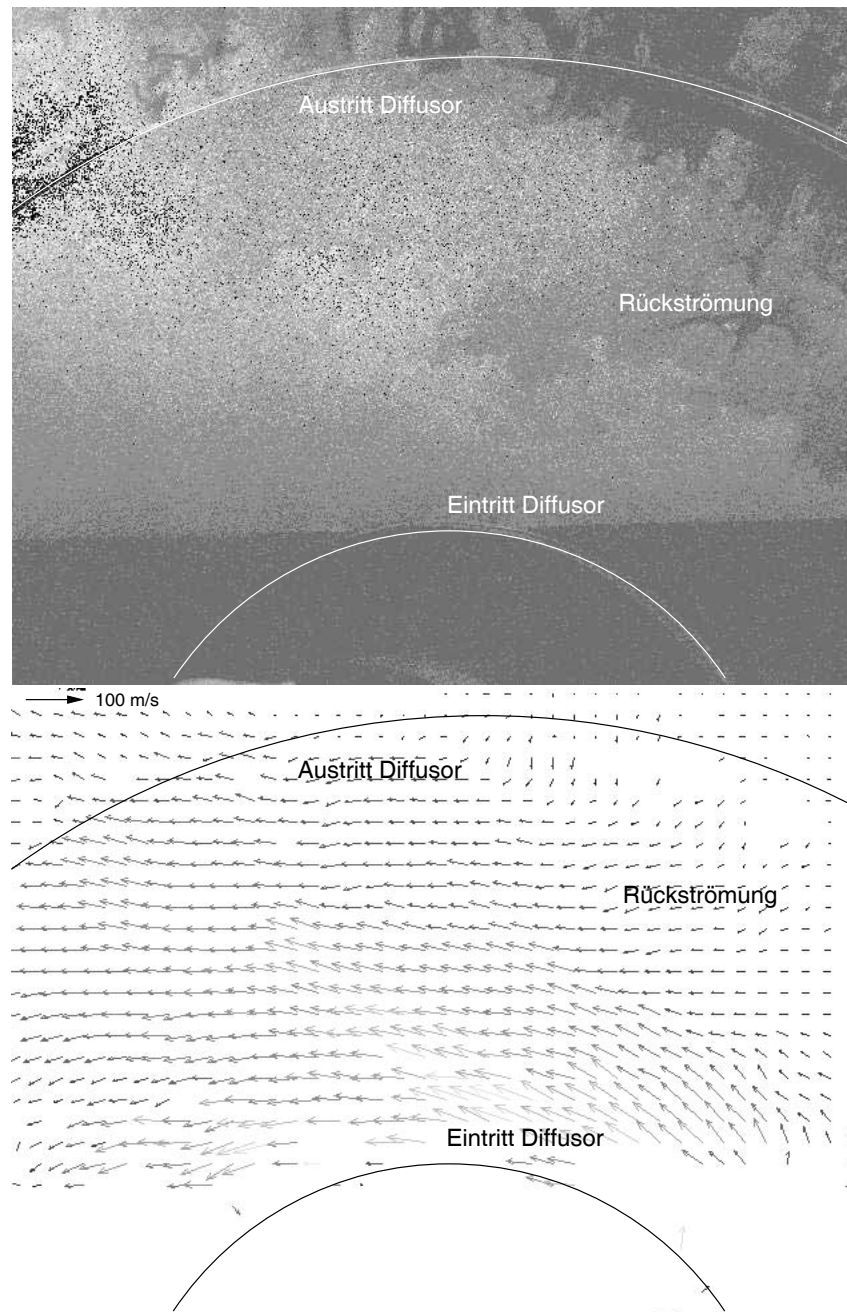 Austritt Diffusor
Rückströmung
Eintritt Diffusor
100 m/s
Austritt Diffusor
Rückströmung
Eintritt Diffusor